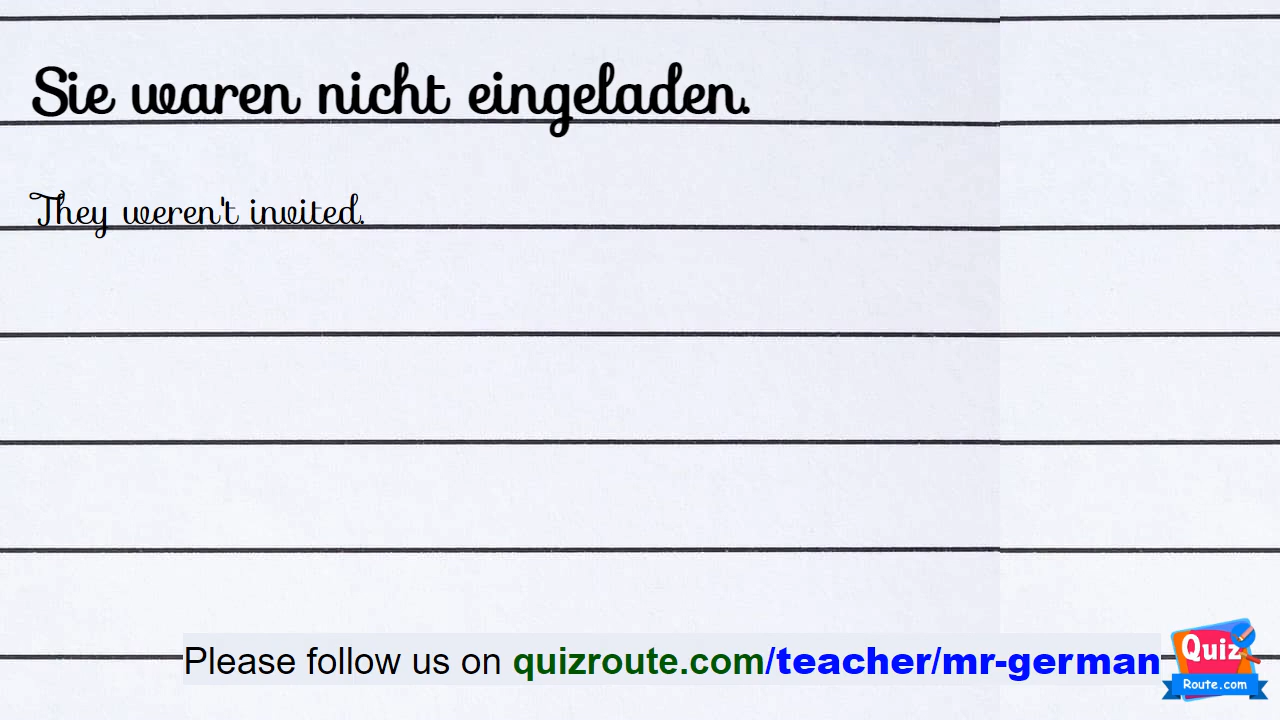 Sie waren nicht eingeladen.
They weren't invited.
Please follow us on quizroute.com/teacher/mr-german
Quiz
Route.com